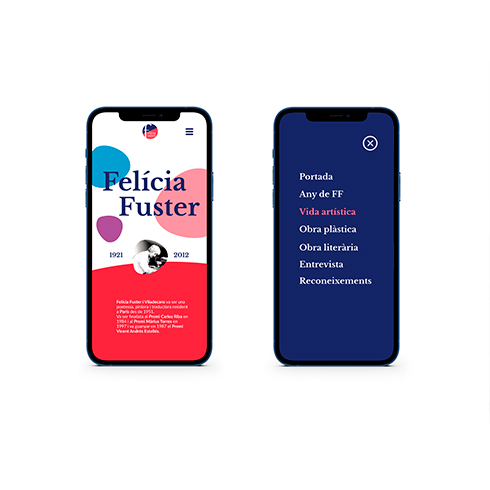 Felícia
Fuster
1921
2012
Felícia Fuster i Viladecans va ser una
poetessa, pintora i traductora resident
a París des de 1951.
Va ser finalista al Premi Carles Riba en
1984 i al Premi Màrius Torres en
1997 i va guanyar en 1987 el Premi
Vicent Andrés Estellés.
Portada
Any de FF
Vida artística
Obra plàstica
Obra literària
Entrevista
Reconeixements